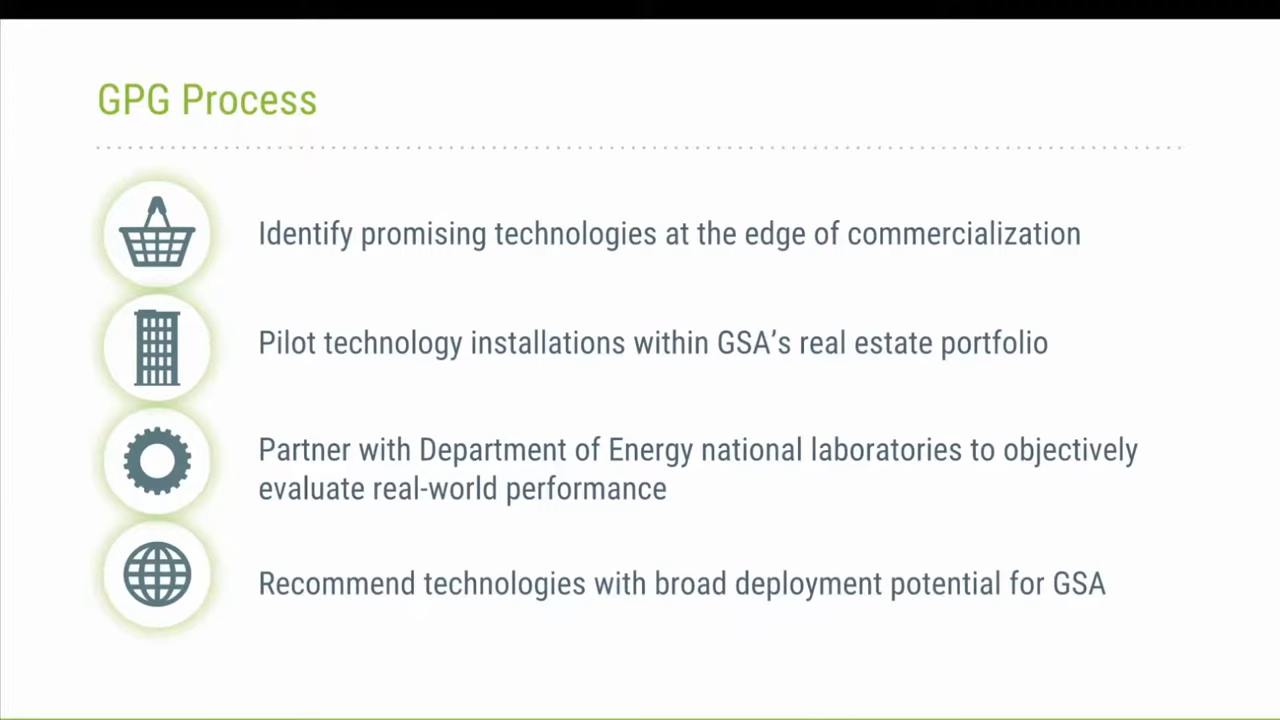 GPG Process
Identify promising technologies at the edge of commercialization
Pilot technology installations within GSA’s real estate portfolio
Partner with Department of Energy national laboratories to objectively
evaluate real-world performance
Recommend technologies with broad deployment potential for GSA